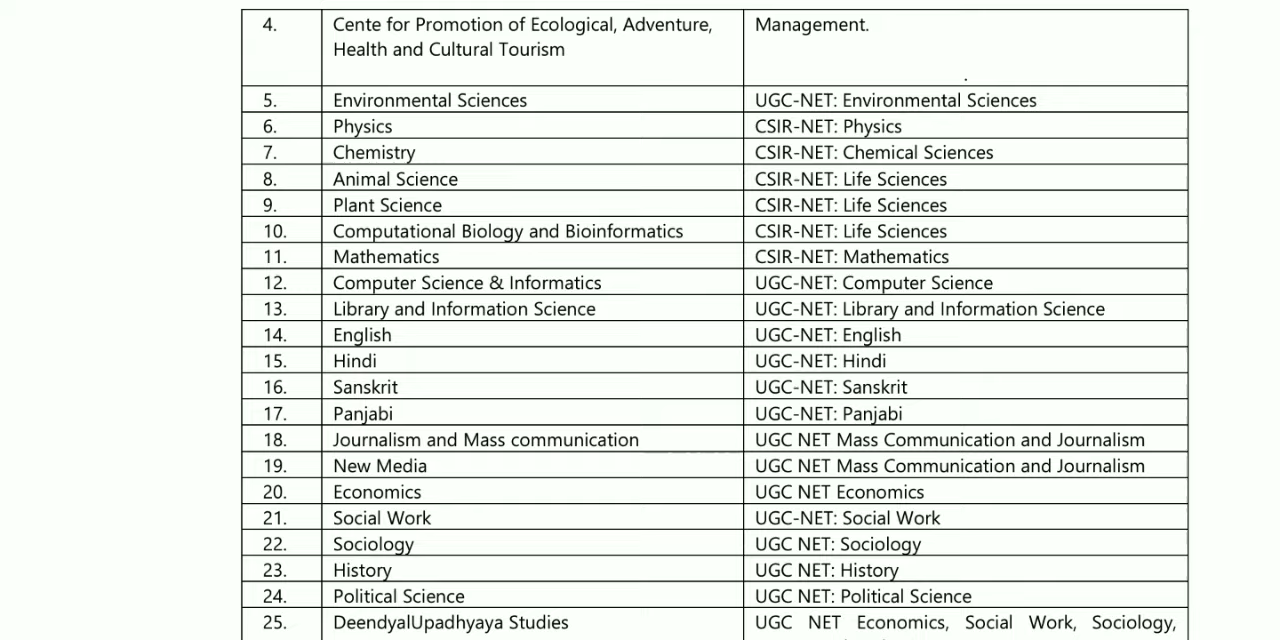 4. Cente for Promotion of Ecological, Adventure, Management.
Health and Cultural Tourism
5. Environmental Sciences UGC-NET: Environmental Sciences
6. Physics CSIR-NET: Physics
7. Chemistry CSIR-NET: Chemical Sciences
8. Animal Science CSIR-NET: Life Sciences
9. Plant Science CSIR-NET: Life Sciences
10. Computational Biology and Bioinformatics CSIR-NET: Life Sciences
11. Mathematics CSIR-NET: Mathematics
12. Computer Science & Informatics UGC-NET: Computer Science
13. Library and Information Science UGC-NET: Library and Information Science
14. English UGC-NET: English
15. Hindi UGC-NET: Hindi
16. Sanskrit UGC-NET: Sanskrit
17. Panjabi UGC-NET: Panjabi
18. Journalism and Mass communication UGC NET Mass Communication and Journalism
19. New Media UGC NET Mass Communication and Journalism
20. Economics UGC NET Economics
21. Social Work UGC-NET: Social Work
22. Sociology UGC NET: Sociology
23. History UGC NET: History
24. Political Science UGC NET: Political Science
25. DeendyalUpadhyaya Studies UGC NET Economics, Social Work, Sociology,